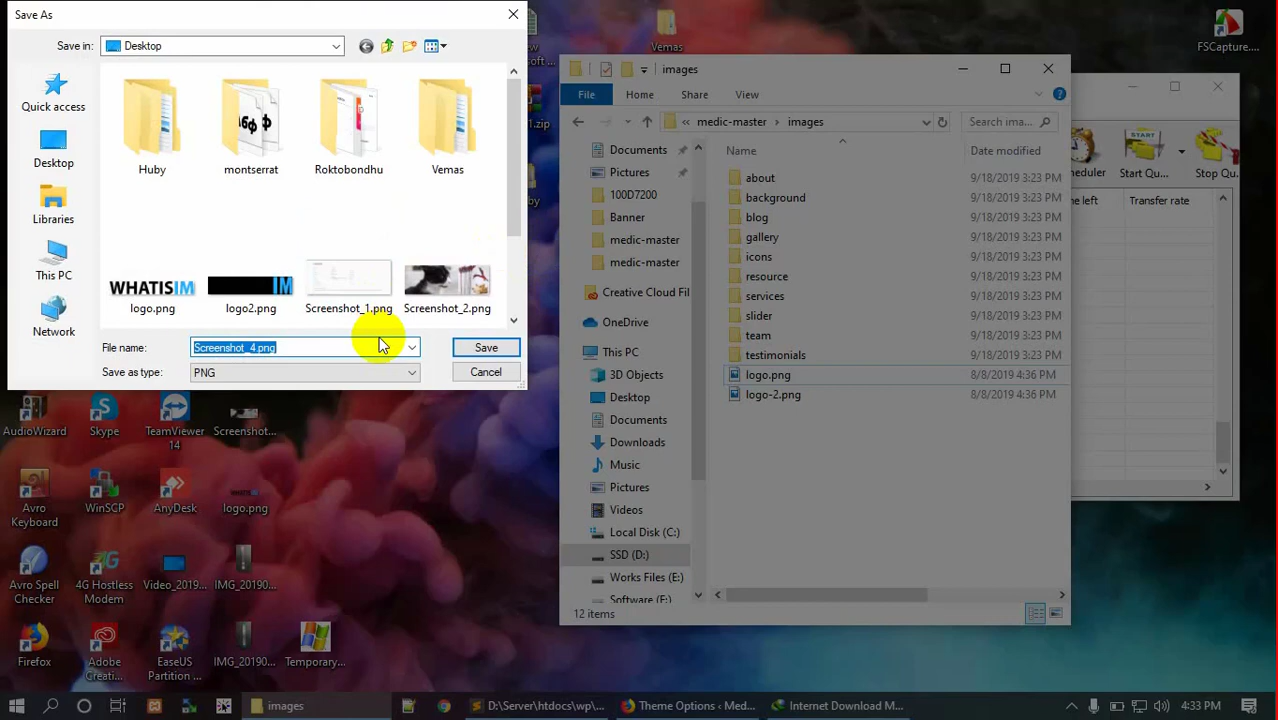 Save As
Save in:
Desktop
Quick access
Desktop
Libraries
This PC
Network
Huby
montserrat
Roktobondhu
Vemas
WHATISIM
IM
logo.png
logo2.png
Screenshot_1.png
Screenshot_2.png
File name:
Screenshot_4.png
Save
Save as type:
PNG
Cancel
Vemas
FSCapture....
1.zip
images
File
Home
Share
View
medic-master
images
Search ima...
Name
Date modified
Documents
Pictures
100D7200
Banner
medic-master
medic-master
Creative Cloud Fil
OneDrive
This PC
3D Objects
Desktop
Documents
Downloads
Music
Pictures
Videos
Local Disk (C:)
SSD (D:)
Works Files (E:)
Software (F:)
about
9/18/2019 3:23 PM
background
9/18/2019 3:23 PM
blog
9/18/2019 3:23 PM
gallery
9/18/2019 3:23 PM
icons
9/18/2019 3:23 PM
resource
9/18/2019 3:23 PM
services
9/18/2019 3:23 PM
slider
9/18/2019 3:23 PM
team
9/18/2019 3:23 PM
testimonials
9/18/2019 3:23 PM
logo.png
8/8/2019 4:36 PM
logo-2.png
8/8/2019 4:36 PM
12 items
Start Qu...
Stop Qu...
Transfer rate
AudioWizard
Skype
TeamViewer
14
Screenshot...
Avro
Keyboard
WinSCP
AnyDesk
logo.png
Avro Spell
Checker
4G Hostless
Modem
Video_2019...
IMG_20190...
Firefox
Adobe
Creati...
EaseUS
Partition ...
IMG_20190...
Temporary...
images
D:\Server\htdocs\wp\...
Theme Options ‹ Med...
Internet Download M...
4:33 PM